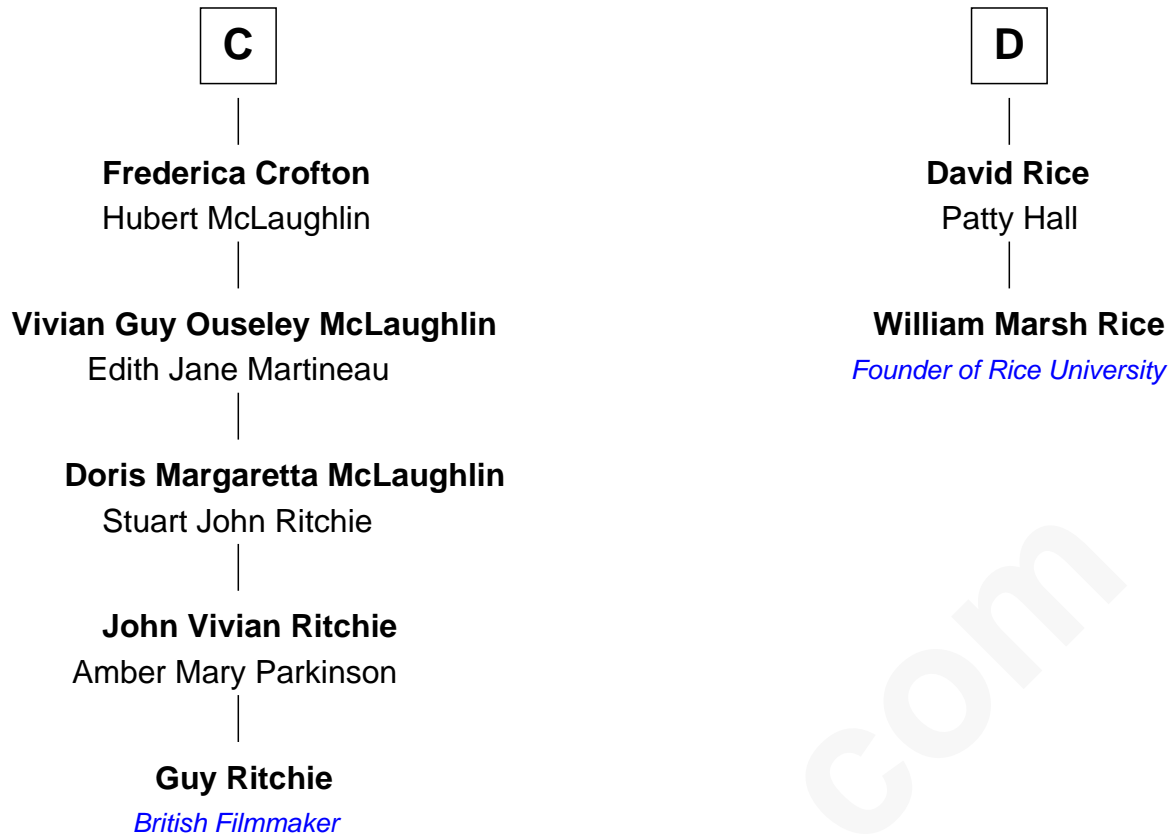 C
Frederica Crofton
Hubert McLaughlin
Vivian Guy Ouseley McLaughlin
Edith Jane Martineau
Doris Margaretta McLaughlin
Stuart John Ritchie
John Vivian Ritchie
Amber Mary Parkinson
Guy Ritchie
British Filmmaker
D
David Rice
Patty Hall
William Marsh Rice
Founder of Rice University
com